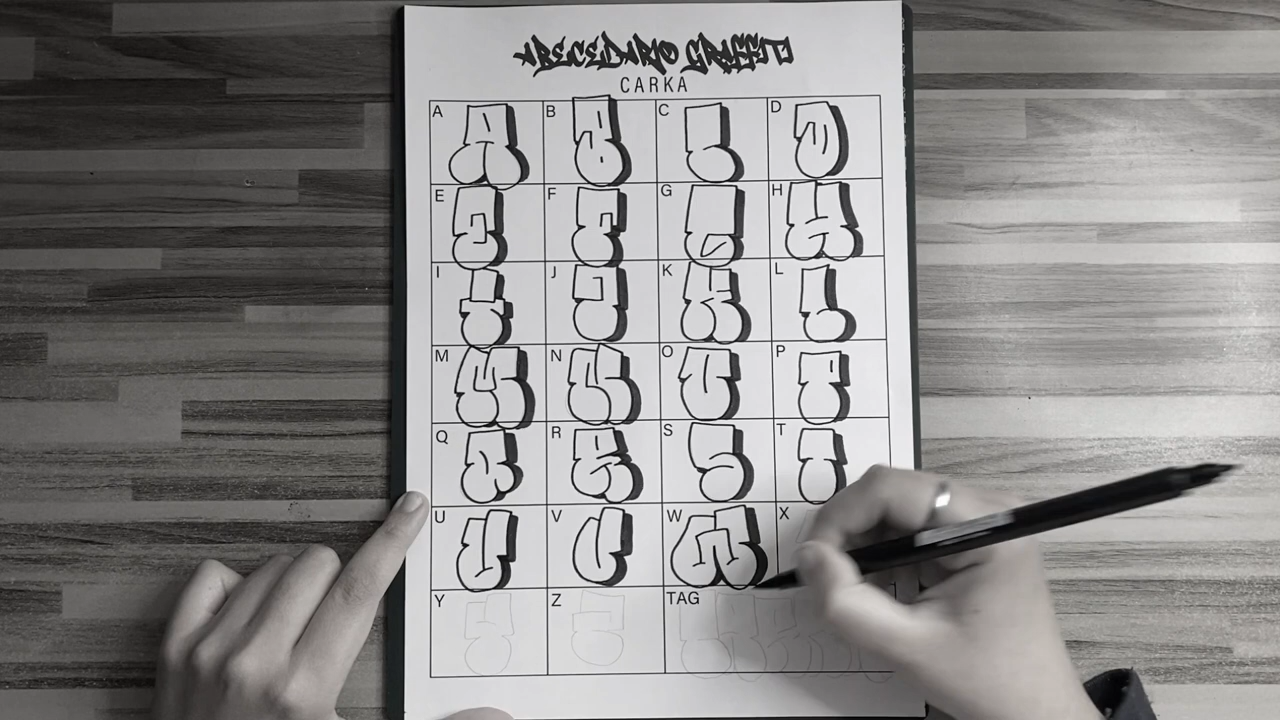 ABECEDARIO GRAFFITI
CARKA
A A B B C C D D
E E F F G G H H
I I J J K K L L
M M N N O O P P
Q Q R R S S T T
U U V V W W X
Y Y Z Z TAG